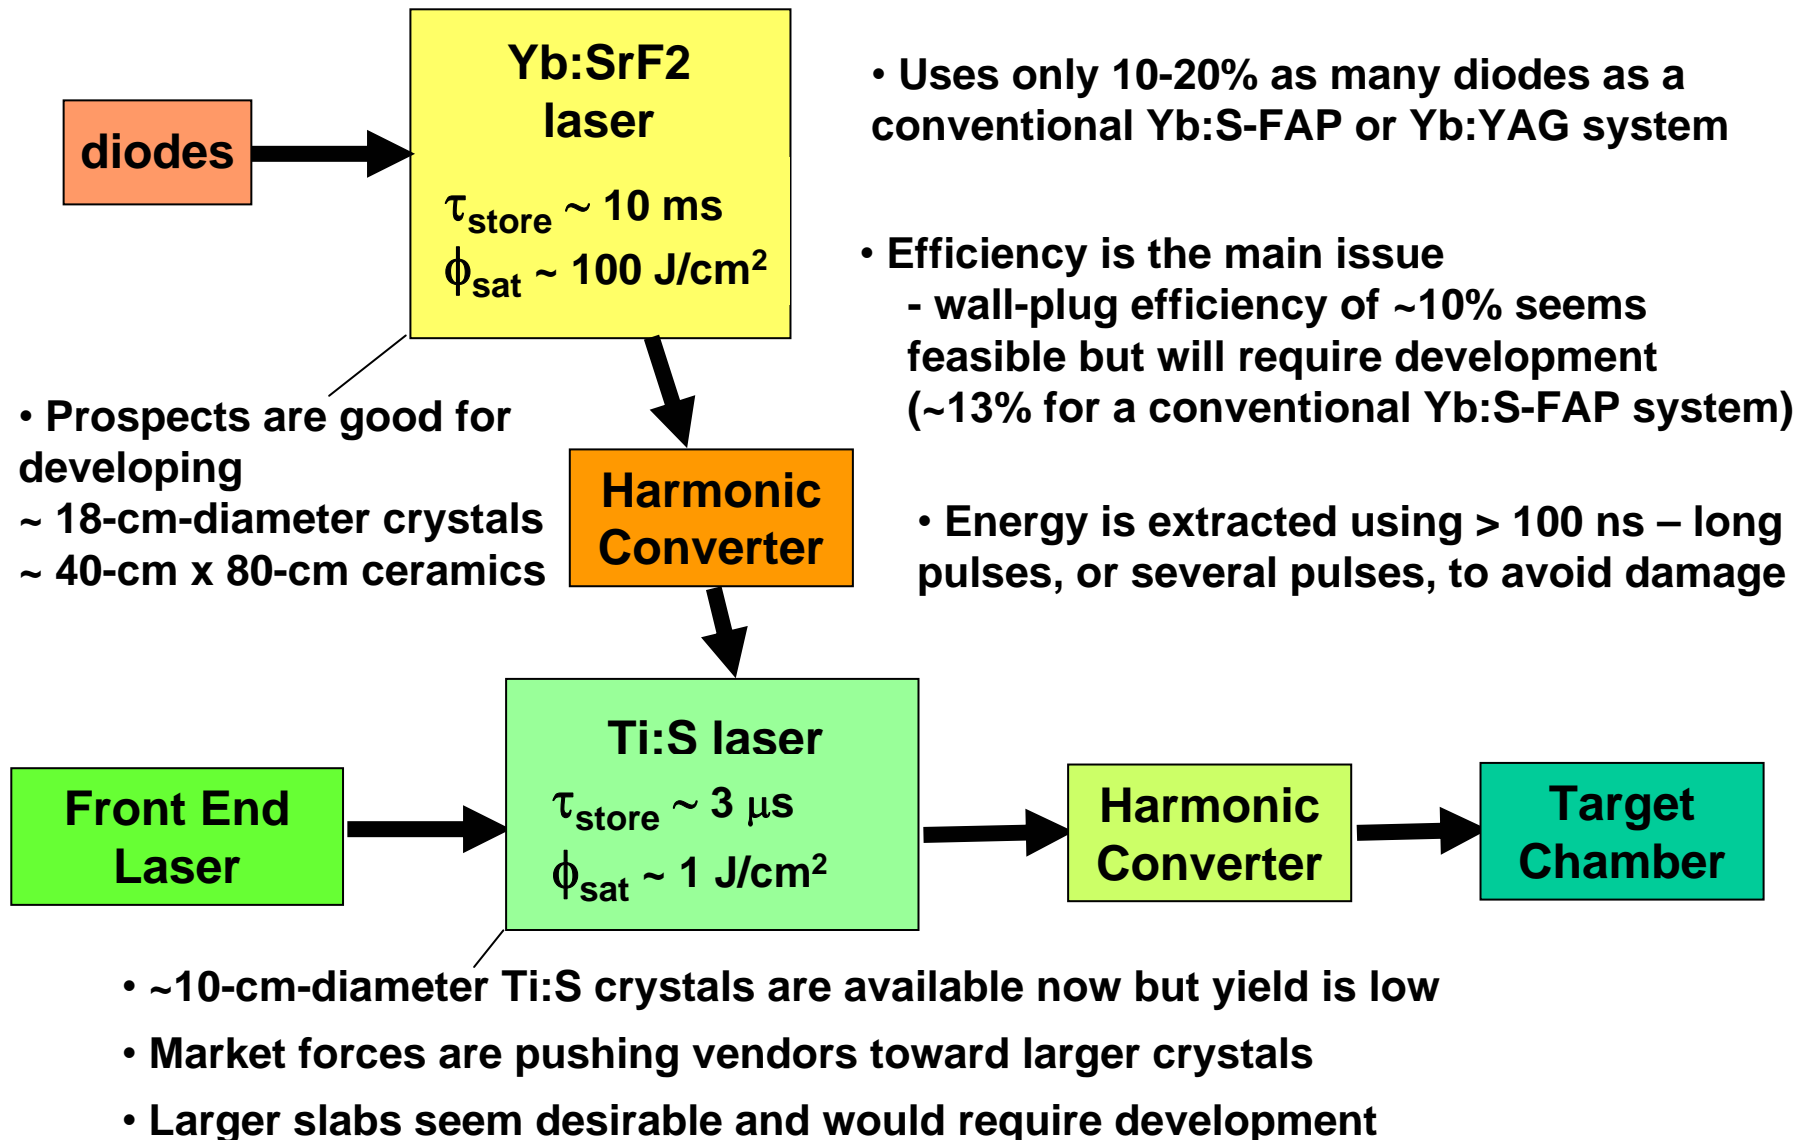 Yb:SrF2
laser
τstore ~ 10 ms
ϕsat ~ 100 J/cm²
diodes
• Uses only 10-20% as many diodes as a
conventional Yb:S-FAP or Yb:YAG system
• Efficiency is the main issue
- wall-plug efficiency of ~10% seems
feasible but will require development
(~13% for a conventional Yb:S-FAP system)
• Prospects are good for
developing
~ 18-cm-diameter crystals
~ 40-cm x 80-cm ceramics
Harmonic
Converter
• Energy is extracted using > 100 ns – long
pulses, or several pulses, to avoid damage
Front End
Laser
Ti:S laser
τstore ~ 3 μs
ϕsat ~ 1 J/cm²
Harmonic
Converter
Target
Chamber
• ~10-cm-diameter Ti:S crystals are available now but yield is low
• Market forces are pushing vendors toward larger crystals
• Larger slabs seem desirable and would require development